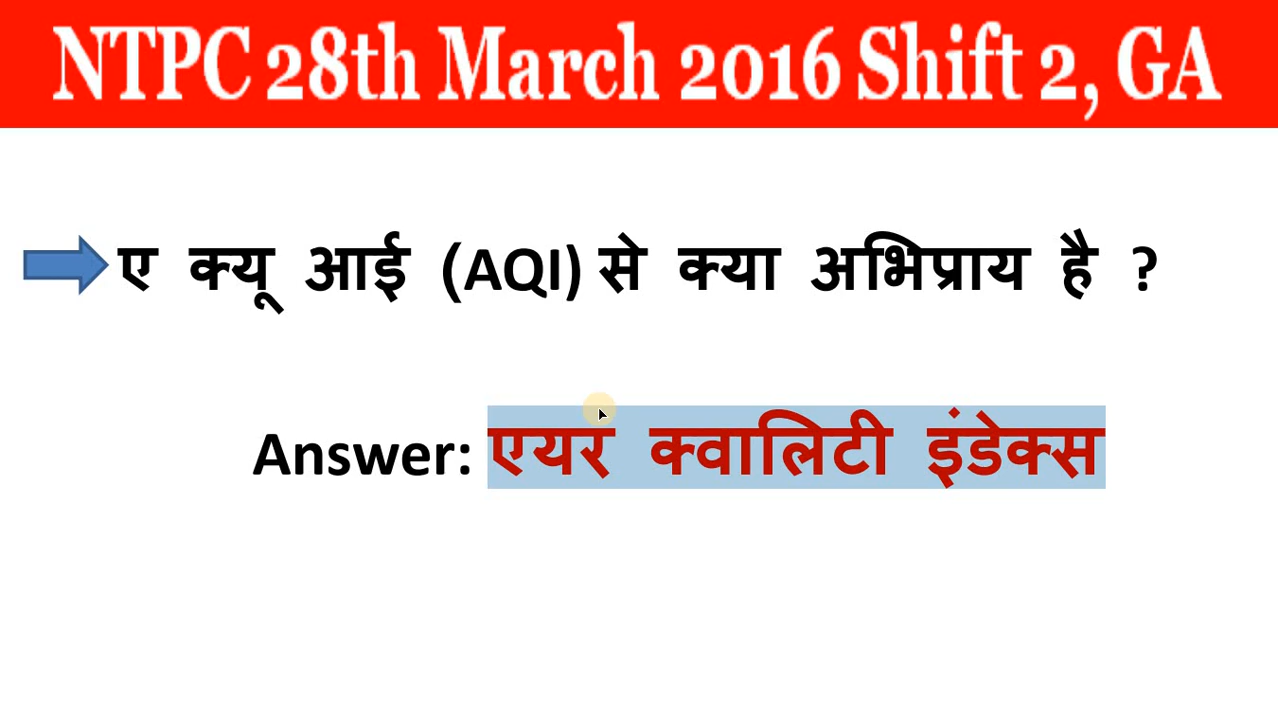 NTPC 28th March 2016 Shift 2, GA
ए क्यू आई (AQI) से क्या अभिप्राय है ?
Answer: एयर क्वालिटी इंडेक्स